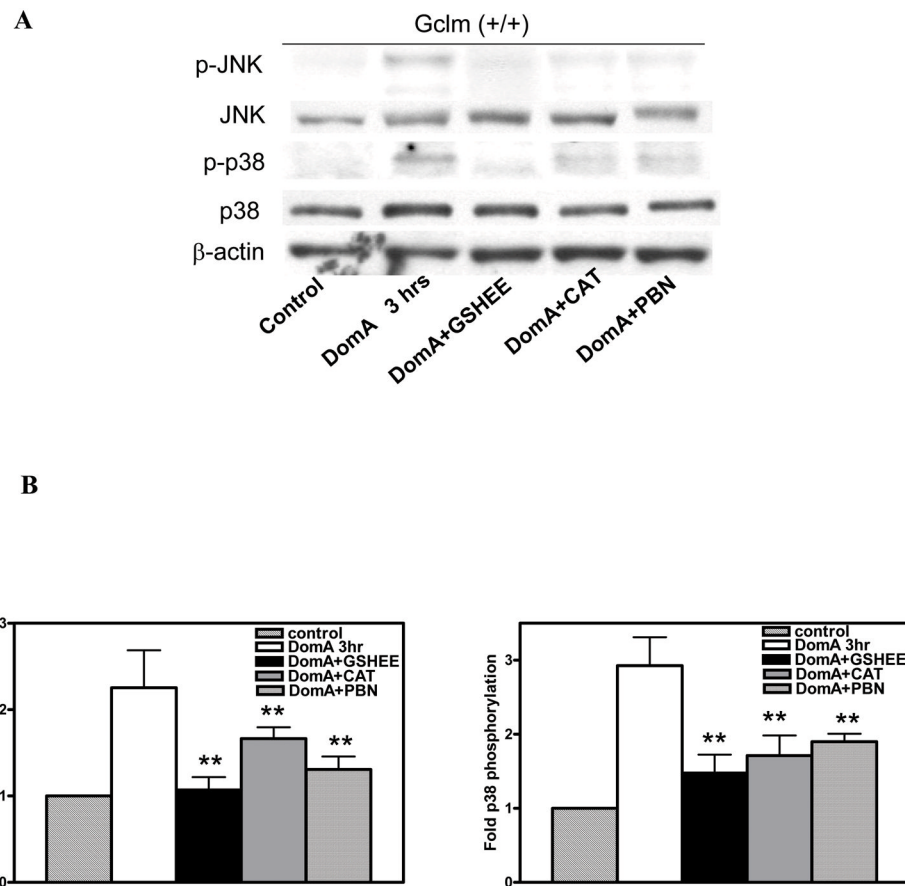 A
Gclm (+/+)
p-JNK
JNK
p-p38
p38
β-actin
Control
DomA 3 hrs
DomA+GSHEE
DomA+CAT
DomA+PBN
B
3
2
1
0
control
DomA 3hr
DomA+GSHEE
DomA+CAT
DomA+PBN
**
**
**
Fold p38 phosphorylation
3
2
1
0
control
DomA 3hr
DomA+GSHEE
DomA+CAT
DomA+PBN
**
**
**